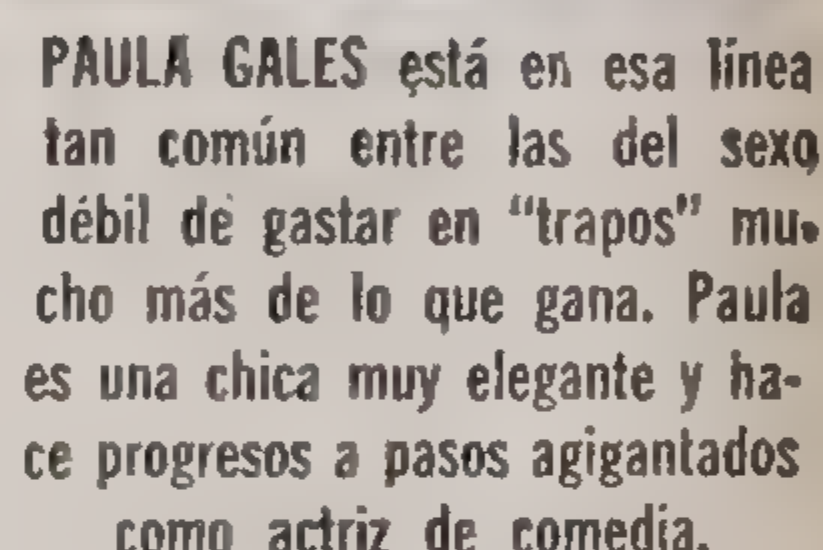 PAULA GALES está en esa línea
tan común entre las del sexo
débil de gastar en "trapos" mu-
cho más de lo que gana. Paula
es una chica muy elegante y ha-
ce progresos a pasos agigantados
como actriz de comedia.